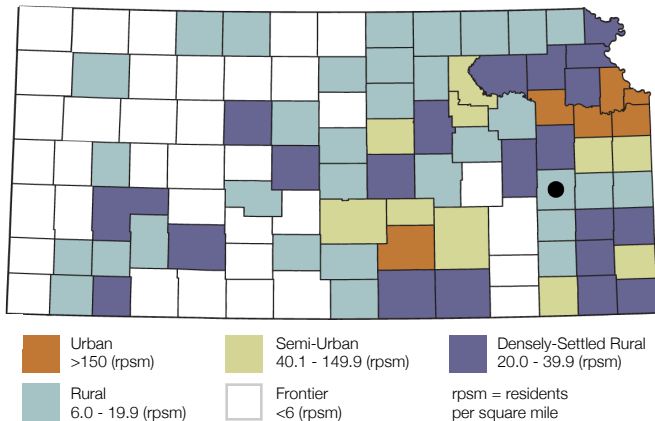 Urban
>150 (rpsm)
Semi-Urban
40.1 - 149.9 (rpsm)
Densely-Settled Rural
20.0 - 39.9 (rpsm)
Rural
6.0 - 19.9 (rpsm)
Frontier
<6 (rpsm)
rpsm = residents
per square mile